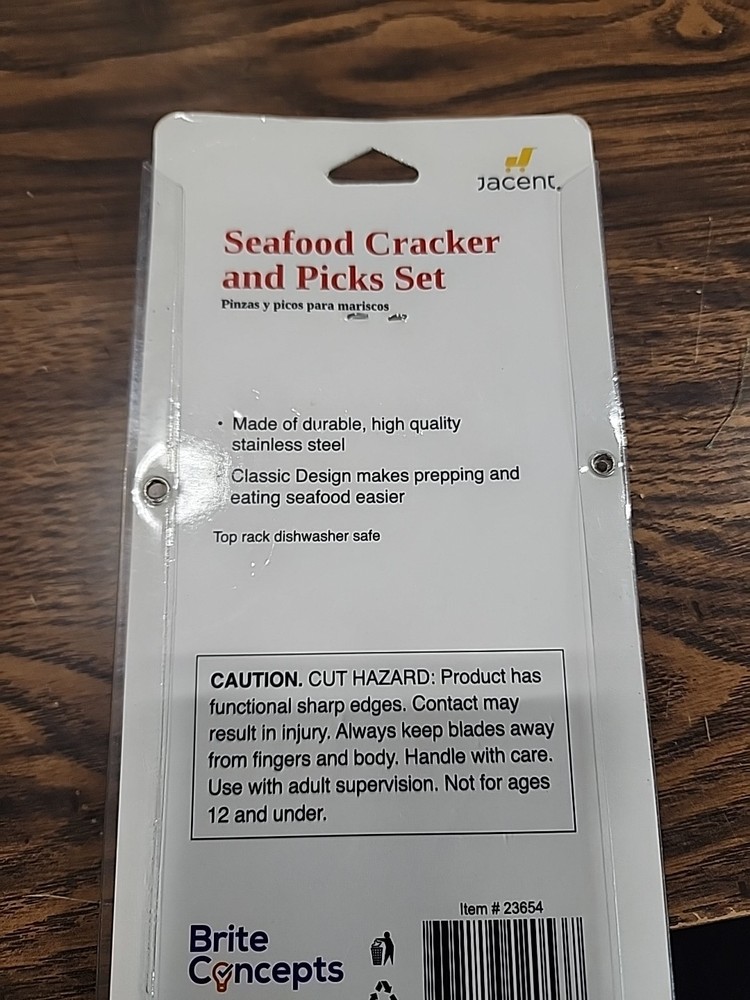 Jacent
Seafood Cracker
and Picks Set
Pinzas y picos para mariscos
• Made of durable, high quality
stainless steel
Classic Design makes prepping and
eating seafood easier
Top rack dishwasher safe
CAUTION. CUT HAZARD: Product has
functional sharp edges. Contact may
result in injury. Always keep blades away
from fingers and body. Handle with care.
Use with adult supervision. Not for ages
12 and under.
Item # 23654
Brite
Concepts